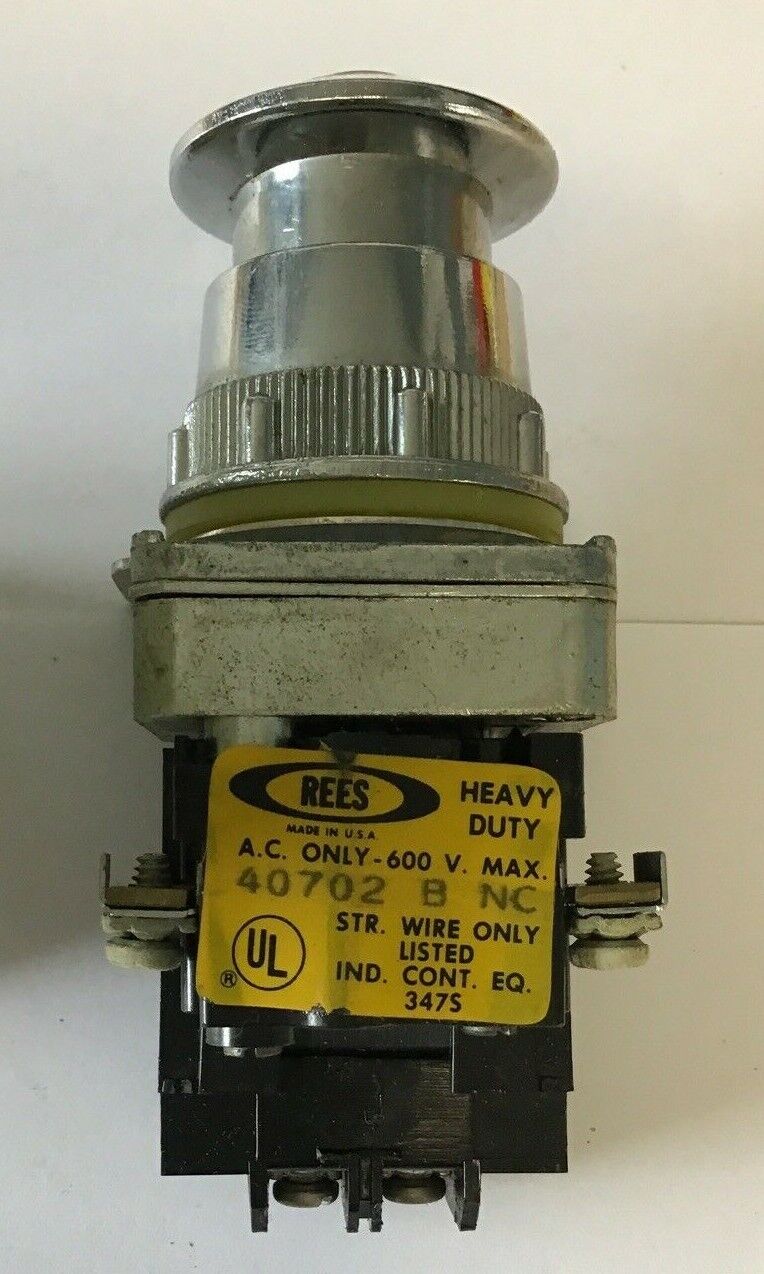 REES
HEAVY
DUTY
MADE IN U.S.A
A.C. ONLY-600 V. MAX.
40702 B NC
STR. WIRE ONLY
LISTED
IND. CONT. EQ.
347S
UL
®